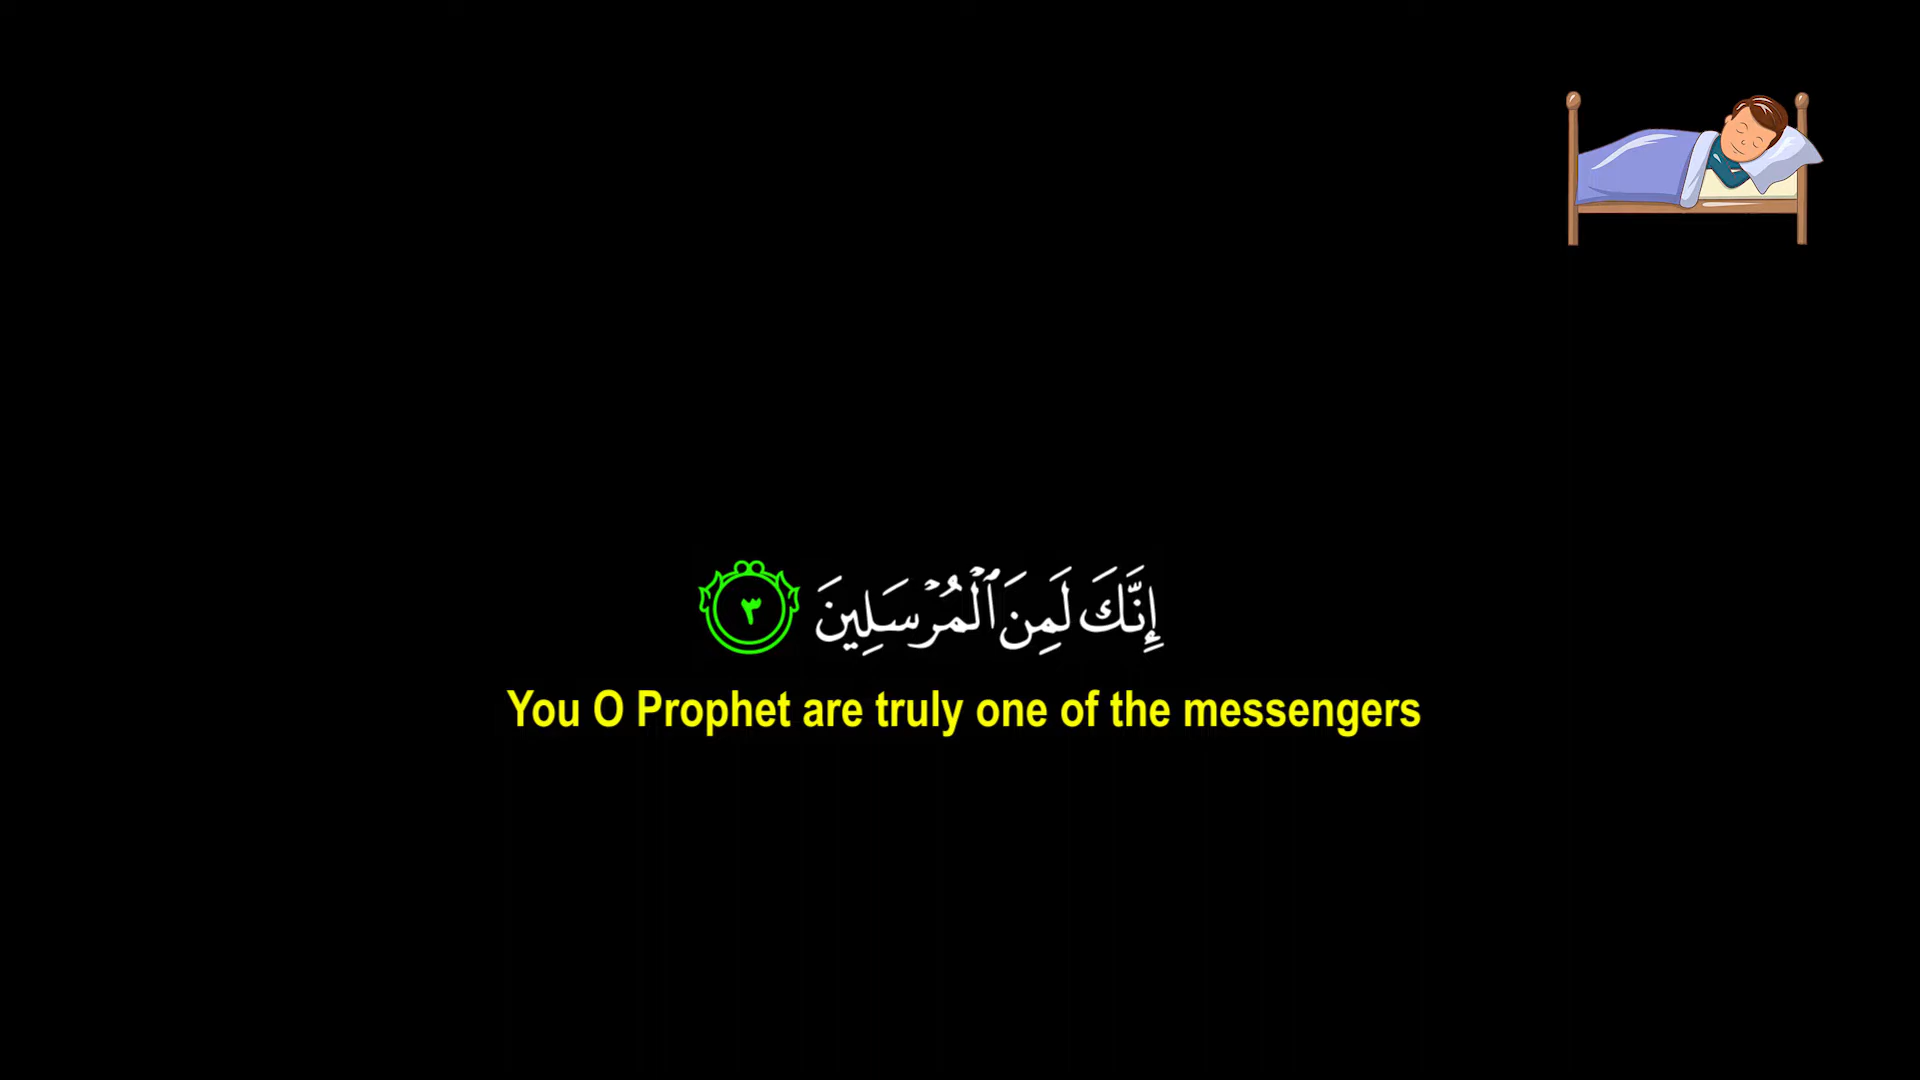 إِنَّكَ لَمِنَ ٱلْمُرْسَلِينَ ٣
You O Prophet are truly one of the messengers